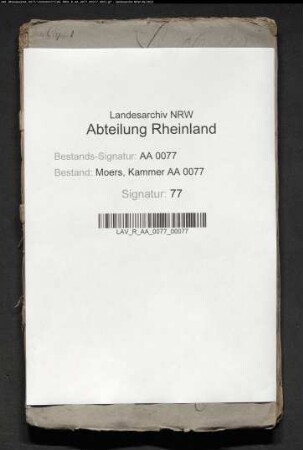 Landesarchiv NRW
Abteilung Rheinland
Bestands-Signatur: AA 0077
Bestand: Moers, Kammer AA 0077
Signatur: 77
LAV_R_AA_0077_00077